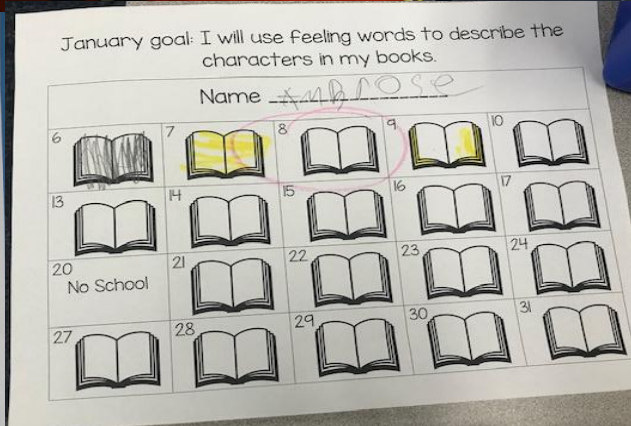 January goal: I will use feeling words to describe the
characters in my books.
Name Ambrose
6 7 8 9 10
13 14 15 16 17
20 No School 21 22 23 24
27 28 29 30 31